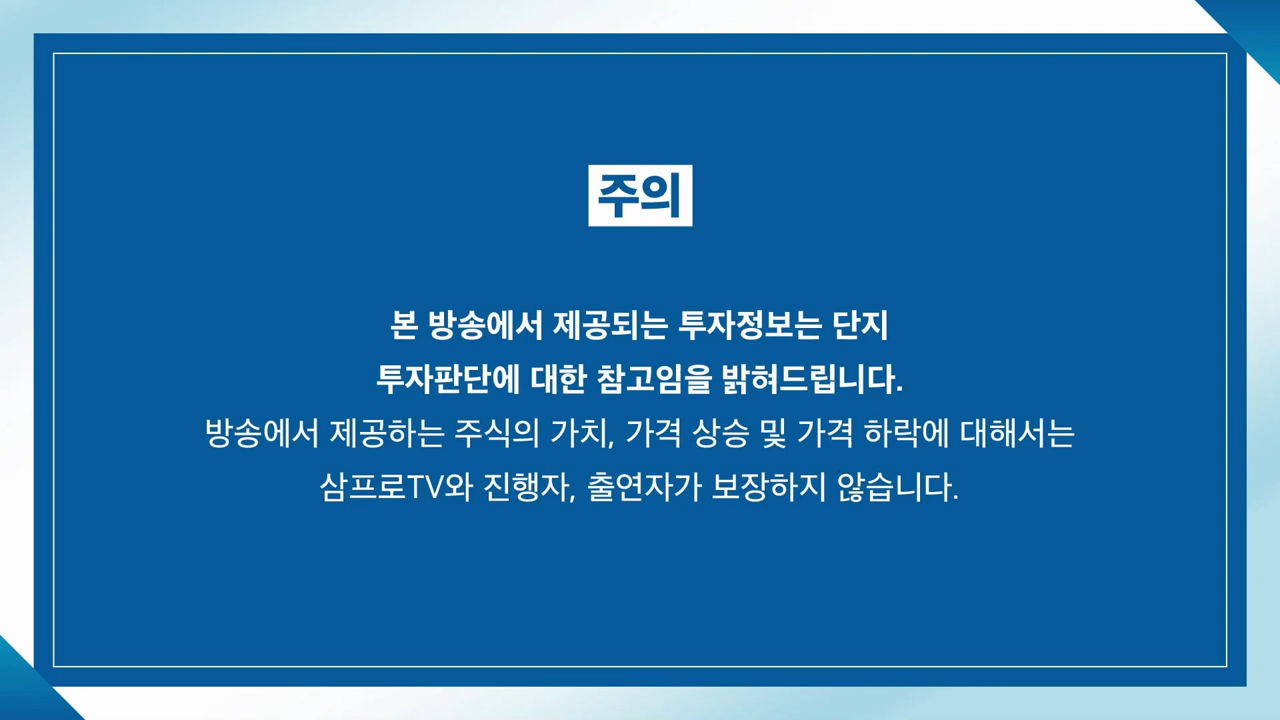 주의
본 방송에서 제공되는 투자정보는 단지
투자판단에 대한 참고임을 밝혀드립니다.
방송에서 제공하는 주식의 가치, 가격 상승 및 가격 하락에 대해서는
삼프로TV와 진행자, 출연자가 보장하지 않습니다.